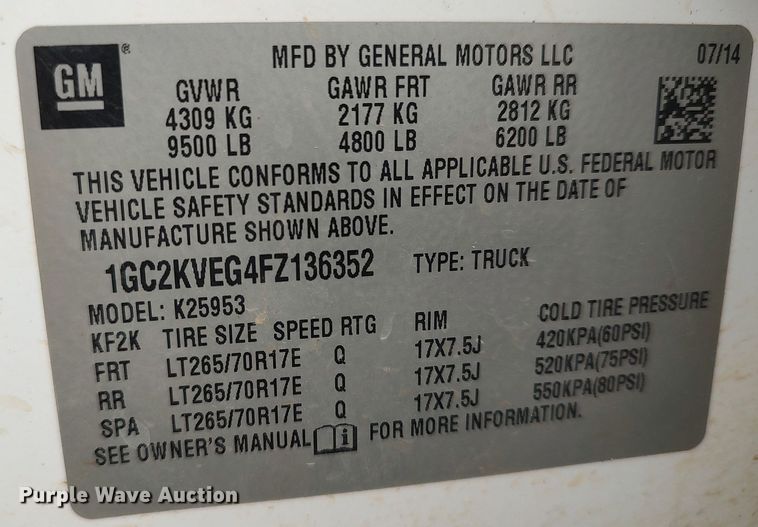 GM®
MFD BY GENERAL MOTORS LLC 07/14
GVWR GAWR FRT GAWR RR
4309 KG 2177 KG 2812 KG
9500 LB 4800 LB 6200 LB
THIS VEHICLE CONFORMS TO ALL APPLICABLE U.S. FEDERAL MOTOR
VEHICLE SAFETY STANDARDS IN EFFECT ON THE DATE OF
MANUFACTURE SHOWN ABOVE.
1GC2KVEG4FZ136352 TYPE: TRUCK
MODEL: K25953
KF2K TIRE SIZE SPEED RTG RIM COLD TIRE PRESSURE
FRT LT265/70R17E Q 17X7.5J 420KPA(60PSI)
RR LT265/70R17E Q 17X7.5J 520KPA(75PSI)
SPA LT265/70R17E Q 17X7.5J 550KPA(80PSI)
SEE OWNER'S MANUAL i FOR MORE INFORMATION.
Purple Wave Auction